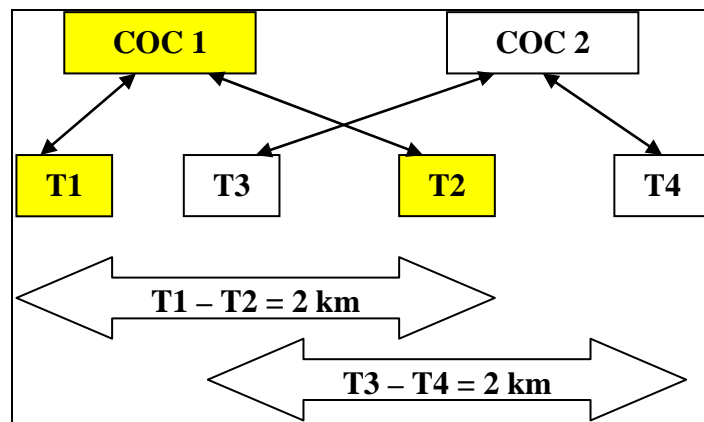 COC 1
COC 2
T1
T3
T2
T4
T1 – T2 = 2 km
T3 – T4 = 2 km